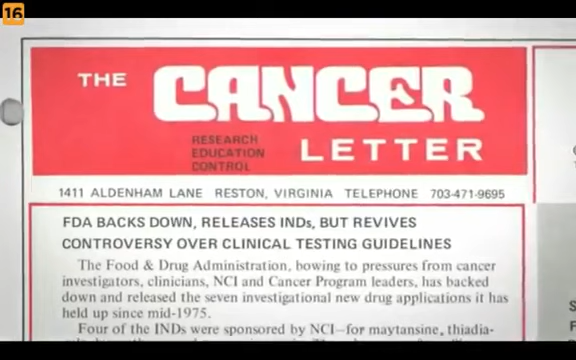 16
THE CANCER
RESEARCH
EDUCATION
CONTROL
LETTER
1411 ALDENHAM LANE RESTON, VIRGINIA TELEPHONE 703-471-9695
FDA BACKS DOWN, RELEASES INDs, BUT REVIVES
CONTROVERSY OVER CLINICAL TESTING GUIDELINES
The Food & Drug Administration, bowing to pressures from cancer
investigators, clinicians, NCI and Cancer Program leaders, has backed
down and released the seven investigational new drug applications it has
held up since mid-1975.
Four of the INDs were sponsored by NCI—for maytansine, thiadia-